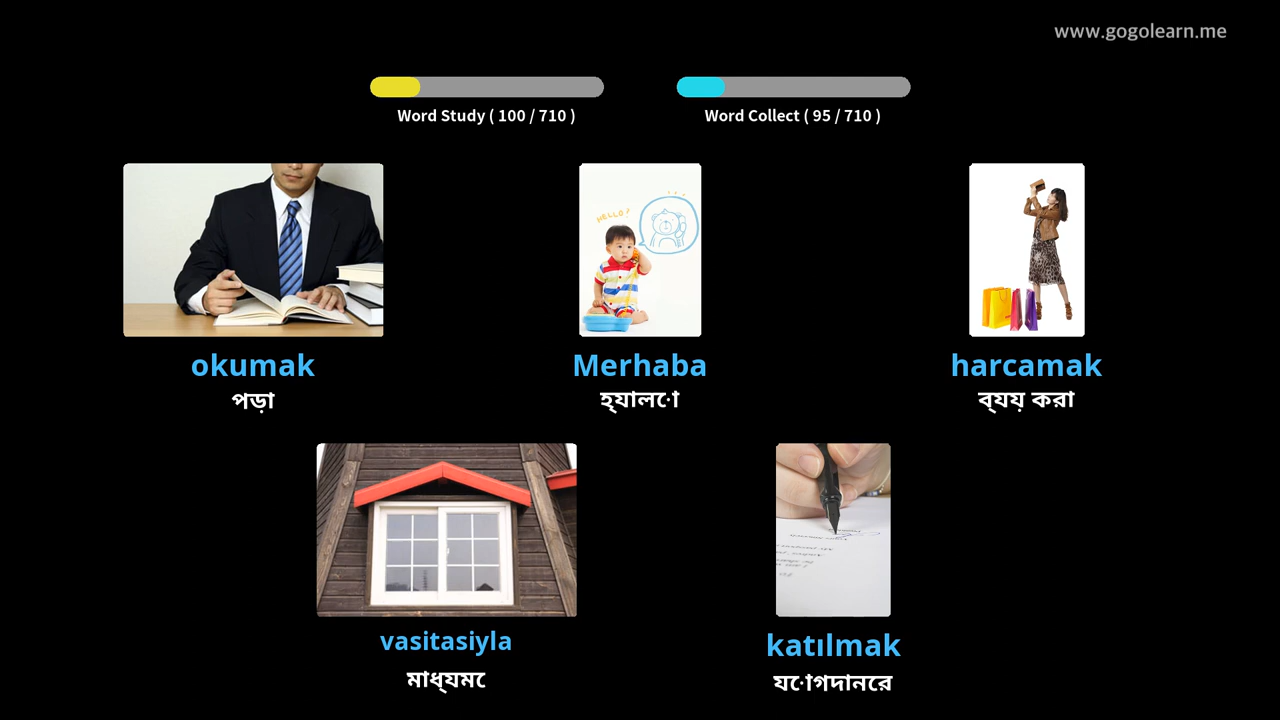 www.gogolearn.me
Word Study ( 100 / 710 )
Word Collect ( 95 / 710 )
HELLO?
okumak
Merhaba
harcamak
পড়া
হ্যালো
ব্যয় করা
vasitasiyla
katılmak
মাধ্যমে
যোগদানের